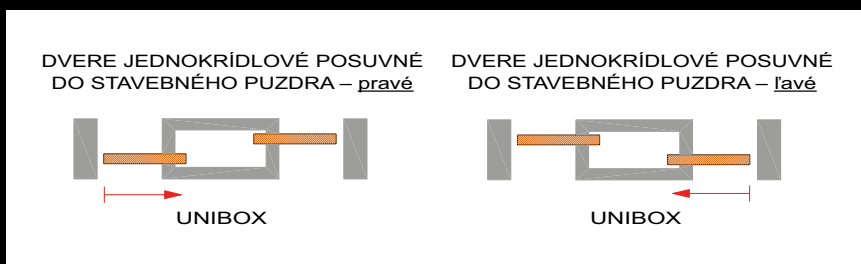 DVERE JEDNOKRÍDLOVÉ POSUVNÉ
DO STAVEBNÉHO PUZDRA – pravé
UNIBOX
DVERE JEDNOKRÍDLOVÉ POSUVNÉ
DO STAVEBNÉHO PUZDRA – ľavé
UNIBOX